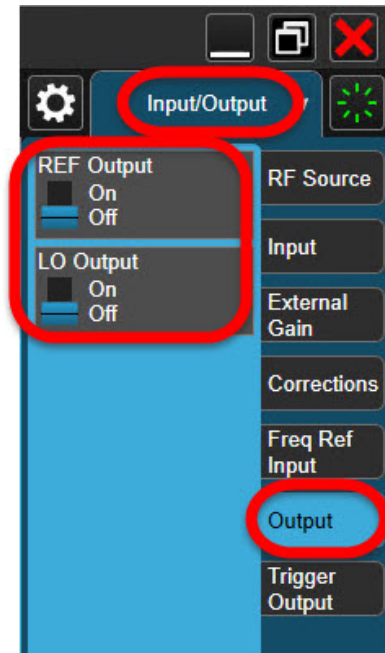 Input/Output
REF Output
On
Off
LO Output
On
Off
RF Source
Input
External
Gain
Corrections
Freq Ref
Input
Output
Trigger
Output